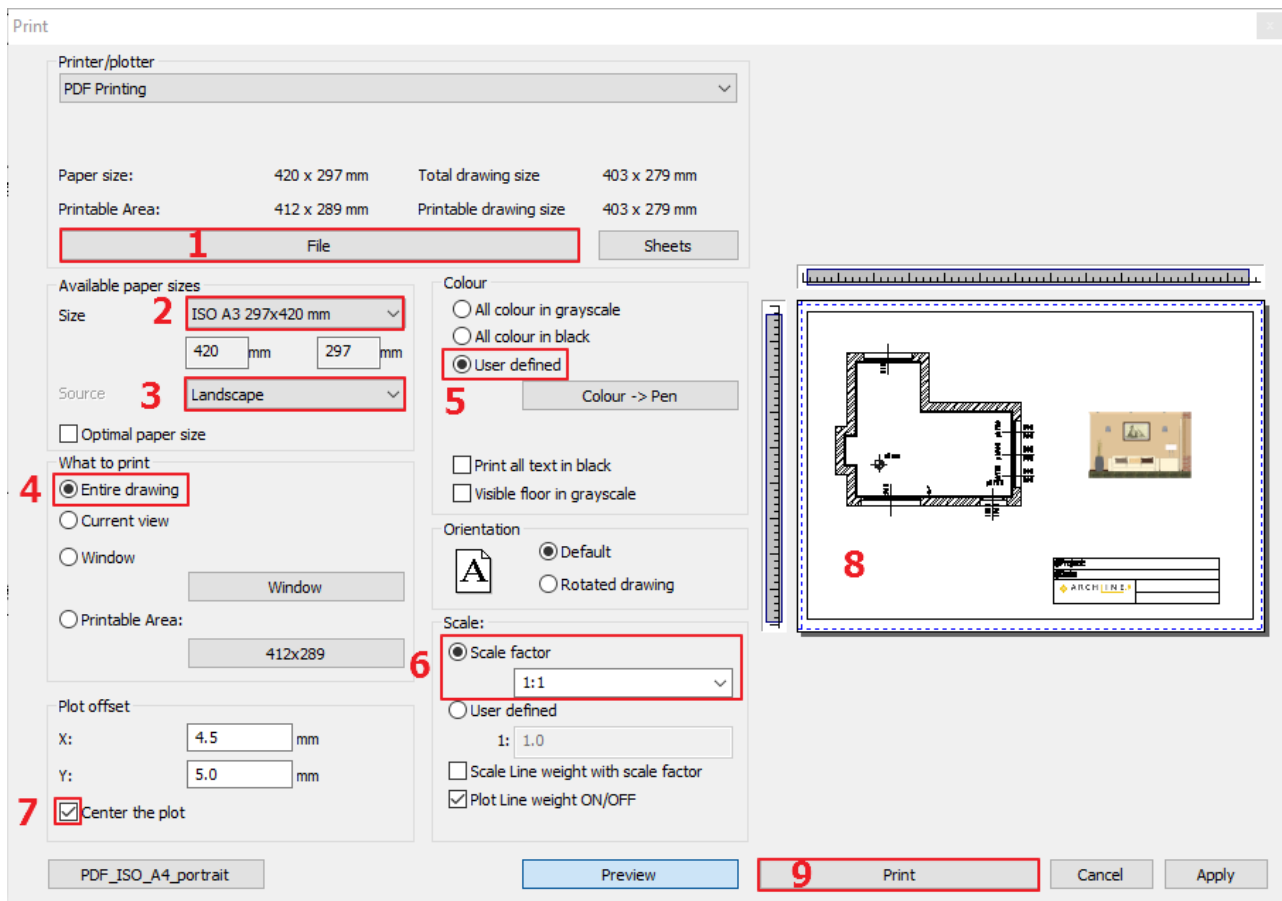 Print
Printer/plotter
PDF Printing
Paper size: 420 x 297 mm Total drawing size 403 x 279 mm
Printable Area: 412 x 289 mm Printable drawing size 403 x 279 mm
1 File Sheets
Available paper sizes
Size 2 ISO A3 297x420 mm
420 mm 297 mm
Source 3 Landscape
Optimal paper size
What to print
4 Entire drawing
Current view
Window
Window
Printable Area:
412x289
Plot offset
X: 4.5 mm
Y: 5.0 mm
7 Center the plot
Colour
All colour in grayscale
All colour in black
User defined
5 Colour -> Pen
Print all text in black
Visible floor in grayscale
Orientation
A Default
Rotated drawing
Scale:
6 Scale factor
1:1
User defined
1: 1.0
Scale Line weight with scale factor
Plot Line weight ON/OFF
8
ARCHLINE.
PDF_ISO_A4_portrait Preview 9 Print Cancel Apply